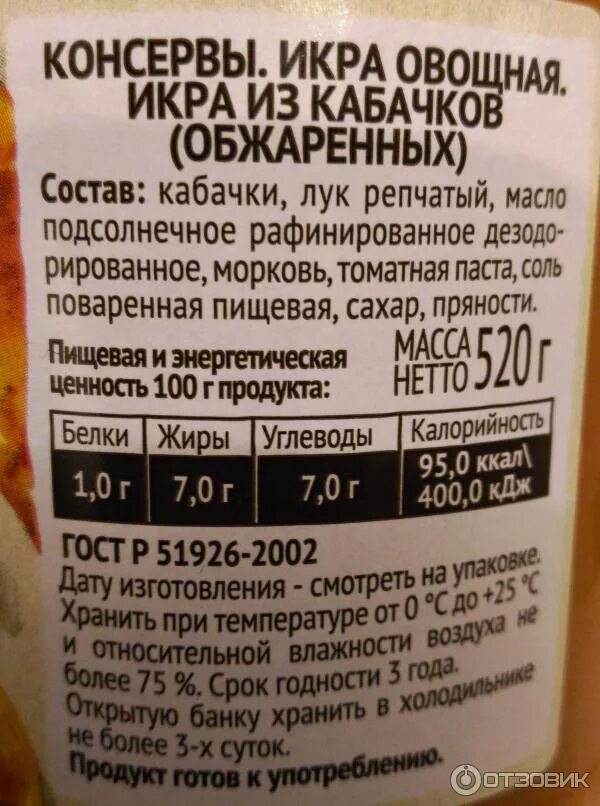 КОНСЕРВЫ. ИКРА ОВОЩНАЯ.
ИКРА ИЗ КАБАЧКОВ
(ОБЖАРЕННЫХ)
Состав: кабачки, лук репчатый, масло
подсолнечное рафинированное дезодо-
рированное, морковь, томатная паста, соль
поваренная пищевая, сахар, пряности.
Пищевая и энергетическая
ценность 100 г продукта:
МАССА
НЕТТО 520 г
Белки Жиры Углеводы Калорийность
1,0 г 7,0 г 7,0 г 95,0 ккал\
400,0 кДж
ГОСТ Р 51926-2002
Дату изготовления - смотреть на упаковке.
Хранить при температуре от 0 °С до +25 °С
и относительной влажности воздуха не
более 75 %. Срок годности 3 года.
Открытую банку хранить в холодильнике
не более 3-х суток.
Продукт готов к употреблению.
ОТЗОВИК